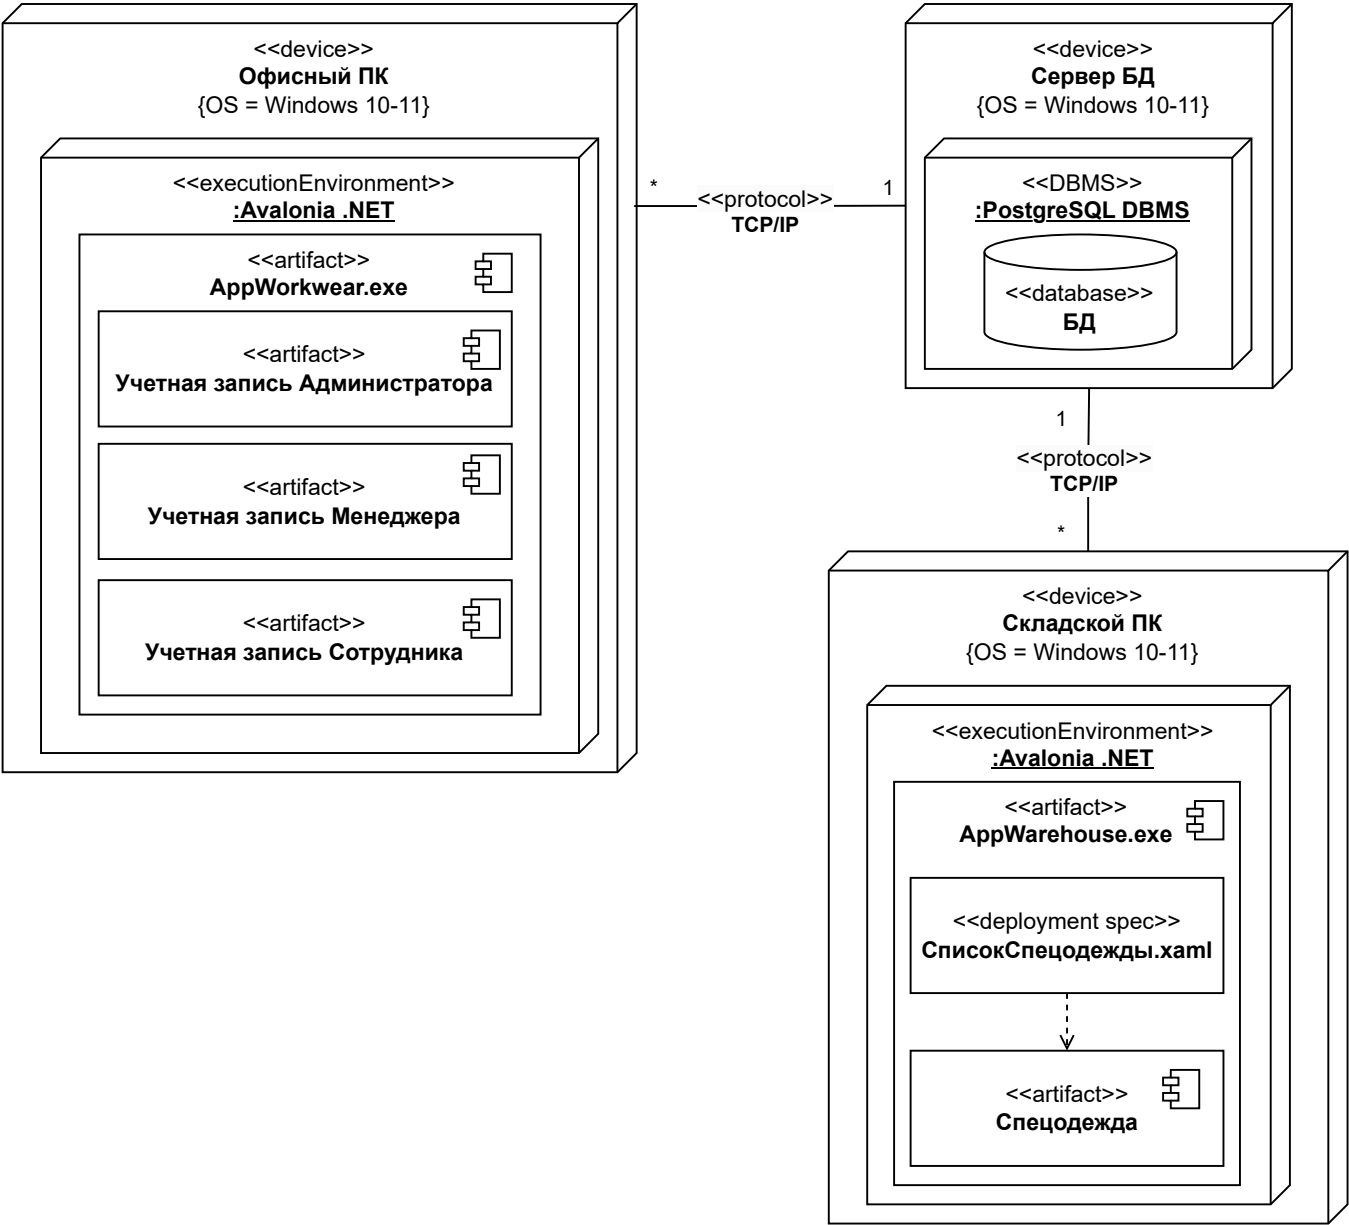 <<device>>
Офисный ПК
{OS = Windows 10-11}
<<executionEnvironment>>
:Avalonia .NET
<<artifact>>
AppWorkwear.exe
<<artifact>>
Учетная запись Администратора
<<artifact>>
Учетная запись Менеджера
<<artifact>>
Учетная запись Сотрудника
*
<<protocol>>
TCP/IP
1
<<device>>
Сервер БД
{OS = Windows 10-11}
<<DBMS>>
:PostgreSQL DBMS
<<database>>
БД
1
<<protocol>>
TCP/IP
*
<<device>>
Складской ПК
{OS = Windows 10-11}
<<executionEnvironment>>
:Avalonia .NET
<<artifact>>
AppWarehouse.exe
<<deployment spec>>
СписокСпецодежды.xaml
<<artifact>>
Спецодежда